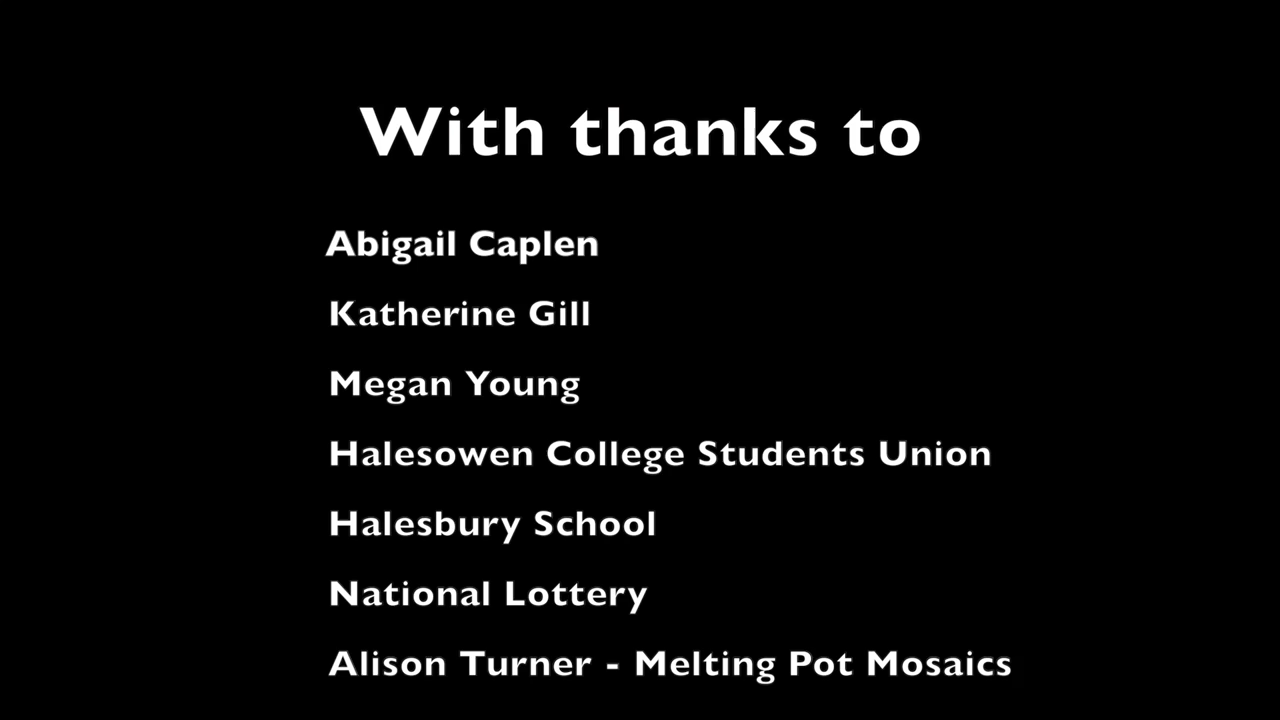 With thanks to
Abigail Caplen
Katherine Gill
Megan Young
Halesowen College Students Union
Halesbury School
National Lottery
Alison Turner - Melting Pot Mosaics